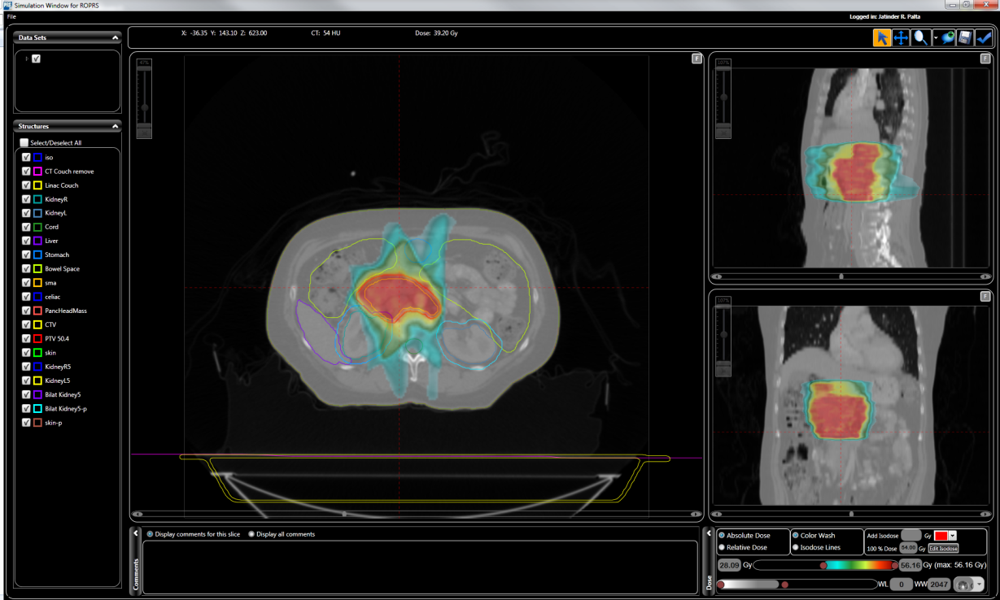 Simulation Window for ROPRS
File
Logged in: Jatinder R. Palta
Data Sets
X: -36.35 Y: 143.10 Z: 623.00 CT: 54 HU Dose: 39.20 Gy
47%
F
107%
F
Structures
Select/Deselect All
iso
CT Couch remove
Linac Couch
KidneyR
KidneyL
Cord
Liver
Stomach
Bowel Space
sma
celiac
PancHeadMass
CTV
PTV 50.4
skin
KidneyR5
KidneyL5
Bilat Kidney5
Bilat Kidney5-p
skin-p
107%
F
Comments
Display comments for this slice Display all comments
Dose
Absolute Dose Color Wash Add Isodose Gy
Relative Dose Isodose Lines 100 % Dose 54.00 Gy Edit Isodose
28.09 Gy 56.16 Gy (max: 56.16 Gy)
WL 0 WW 2047